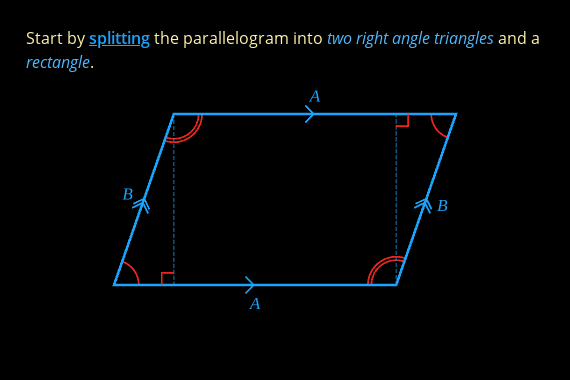 Start by splitting the parallelogram into two right angle triangles and a
rectangle.
A
B
B
A